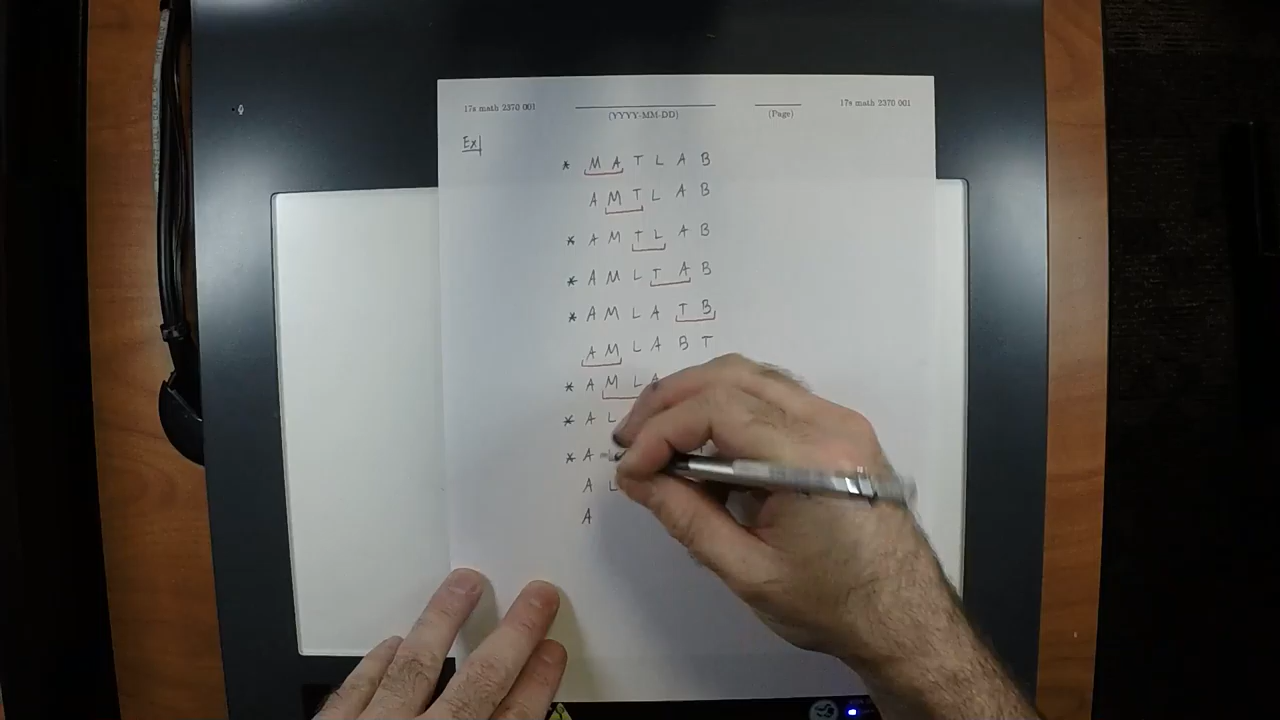 17s math 2370 001 (YYYY-MM-DD) (Page) 17s math 2370 001
Ex|
* M A T L A B
A M T L A B
* A M T L A B
* A M L T A B
* A M L A T B
A M L A B T
* A M L A
* A L
* A
A L
A